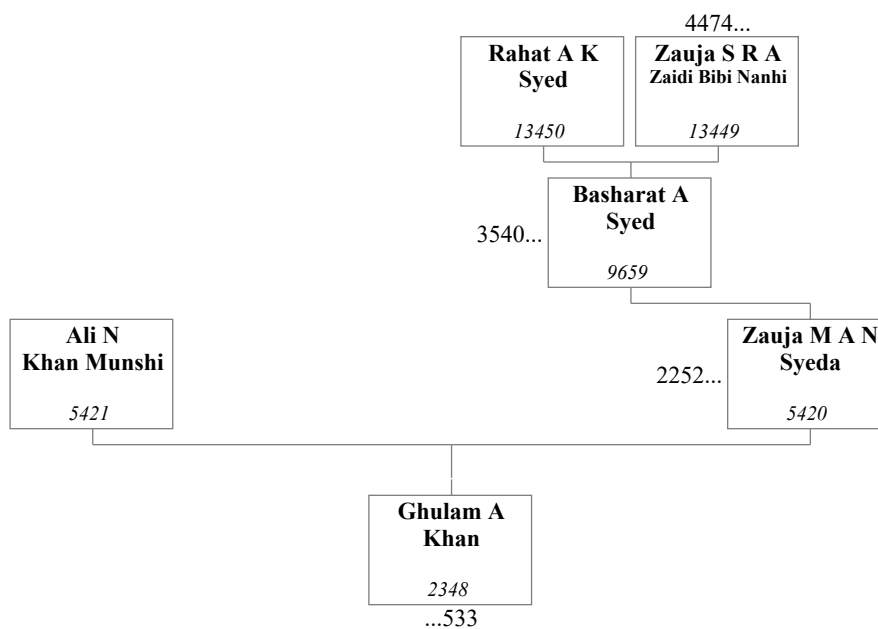 4474...
Rahat A K
Syed
13450
Zauja S R A
Zaidi Bibi Nanhi
13449
Basharat A
Syed
9659
3540...
Ali N
Khan Munshi
5421
Zauja M A N
Syeda
5420
2252...
Ghulam A
Khan
2348
...533